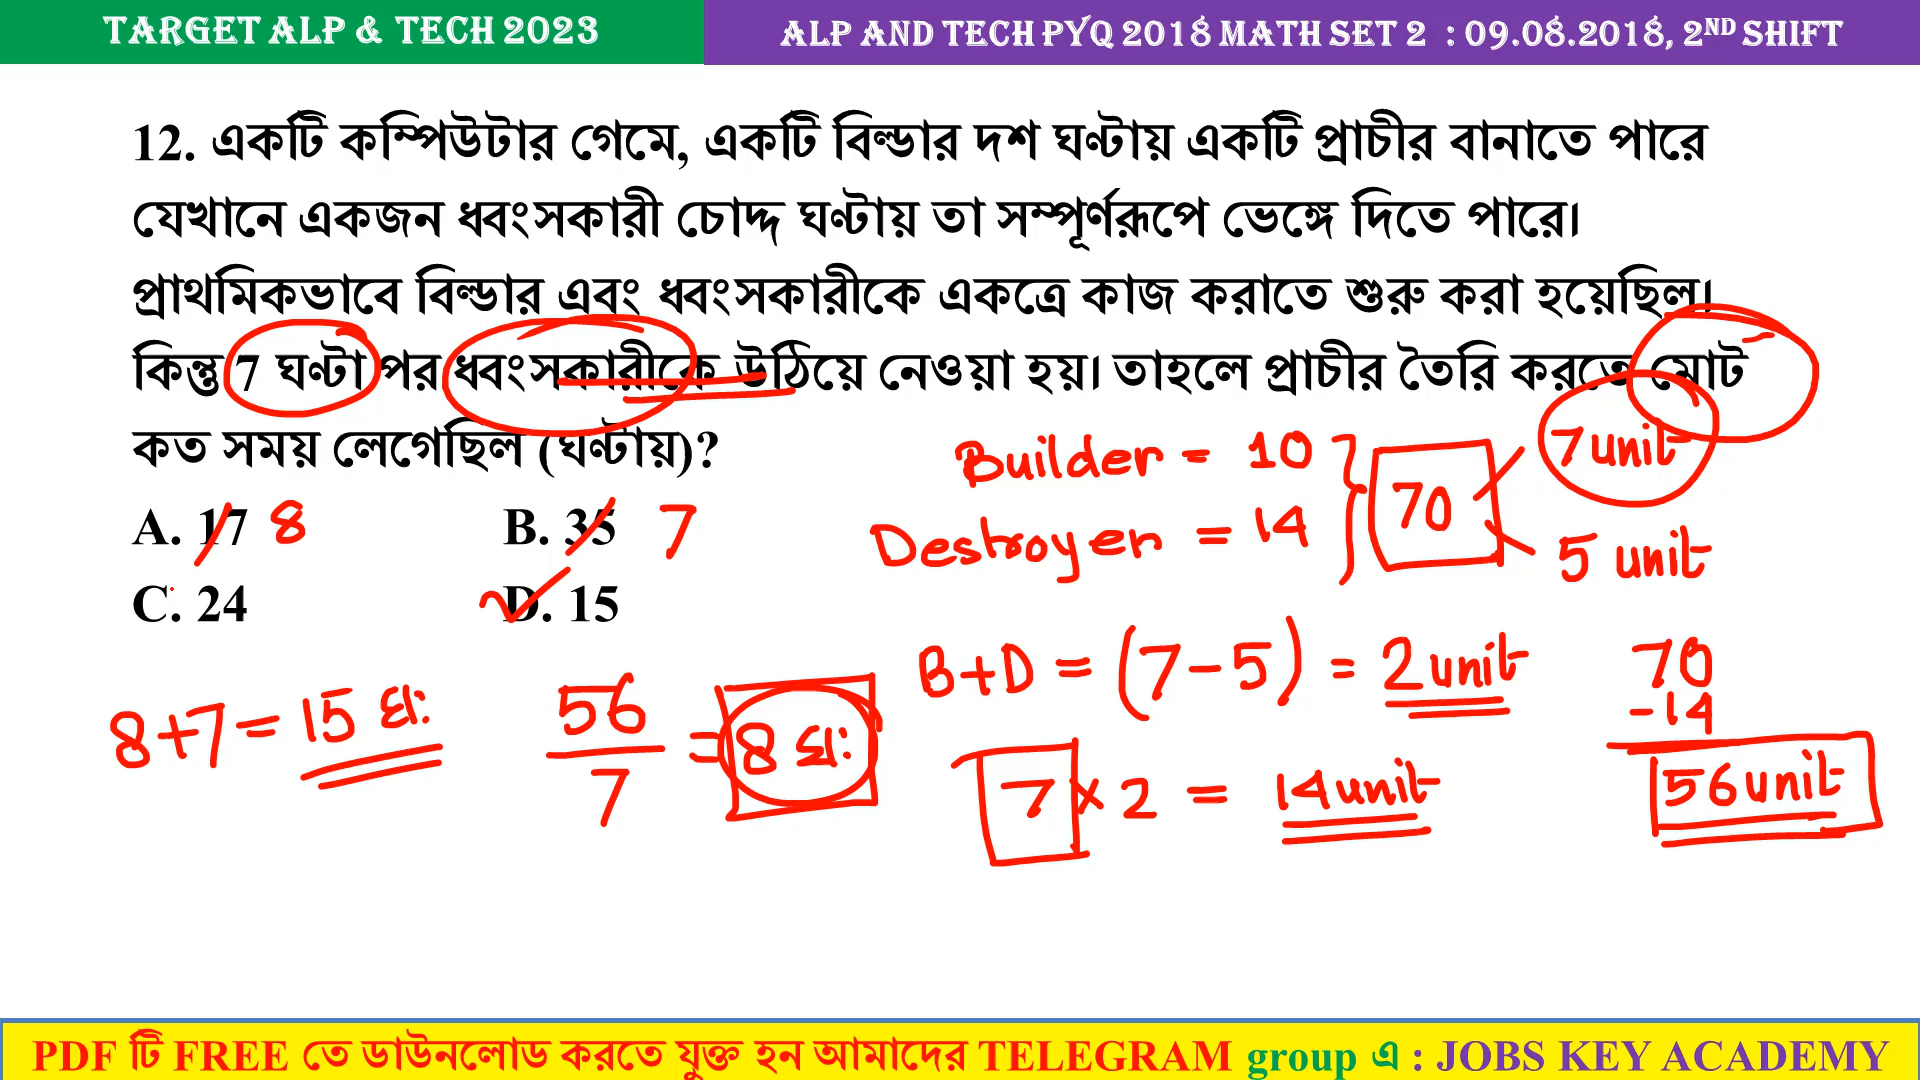 TARGET ALP & TECH 2023
ALP AND TECH PYQ 2018 MATH SET 2 : 09.08.2018, 2ND SHIFT
12. একটি কম্পিউটার গেমে, একটি বিল্ডার দশ ঘণ্টায় একটি প্রাচীর বানাতে পারে
যেখানে একজন ধ্বংসকারী চোদ্দ ঘণ্টায় তা সম্পূর্ণরূপে ভেঙ্গে দিতে পারে।
প্রাথমিকভাবে বিল্ডার এবং ধ্বংসকারীকে একত্রে কাজ করাতে শুরু করা হয়েছিল।
কিন্তু 7 ঘণ্টা পর ধ্বংসকারীকে উঠিয়ে নেওয়া হয়। তাহলে প্রাচীর তৈরি করতে মোট
কত সময় লেগেছিল (ঘণ্টায়)?
A. 17 8 B. 35 7
C. 24 D. 15
Builder = 10
Destroyer = 14
70
7 unit
5 unit
B+D = (7-5) = 2 unit
7 x 2 = 14 unit
70
-14
56 unit
56
7
= 8 ঘ:
8+7 = 15 ঘ:
PDF টি FREE তে ডাউনলোড করতে যুক্ত হন আমাদের TELEGRAM group এ : JOBS KEY ACADEMY